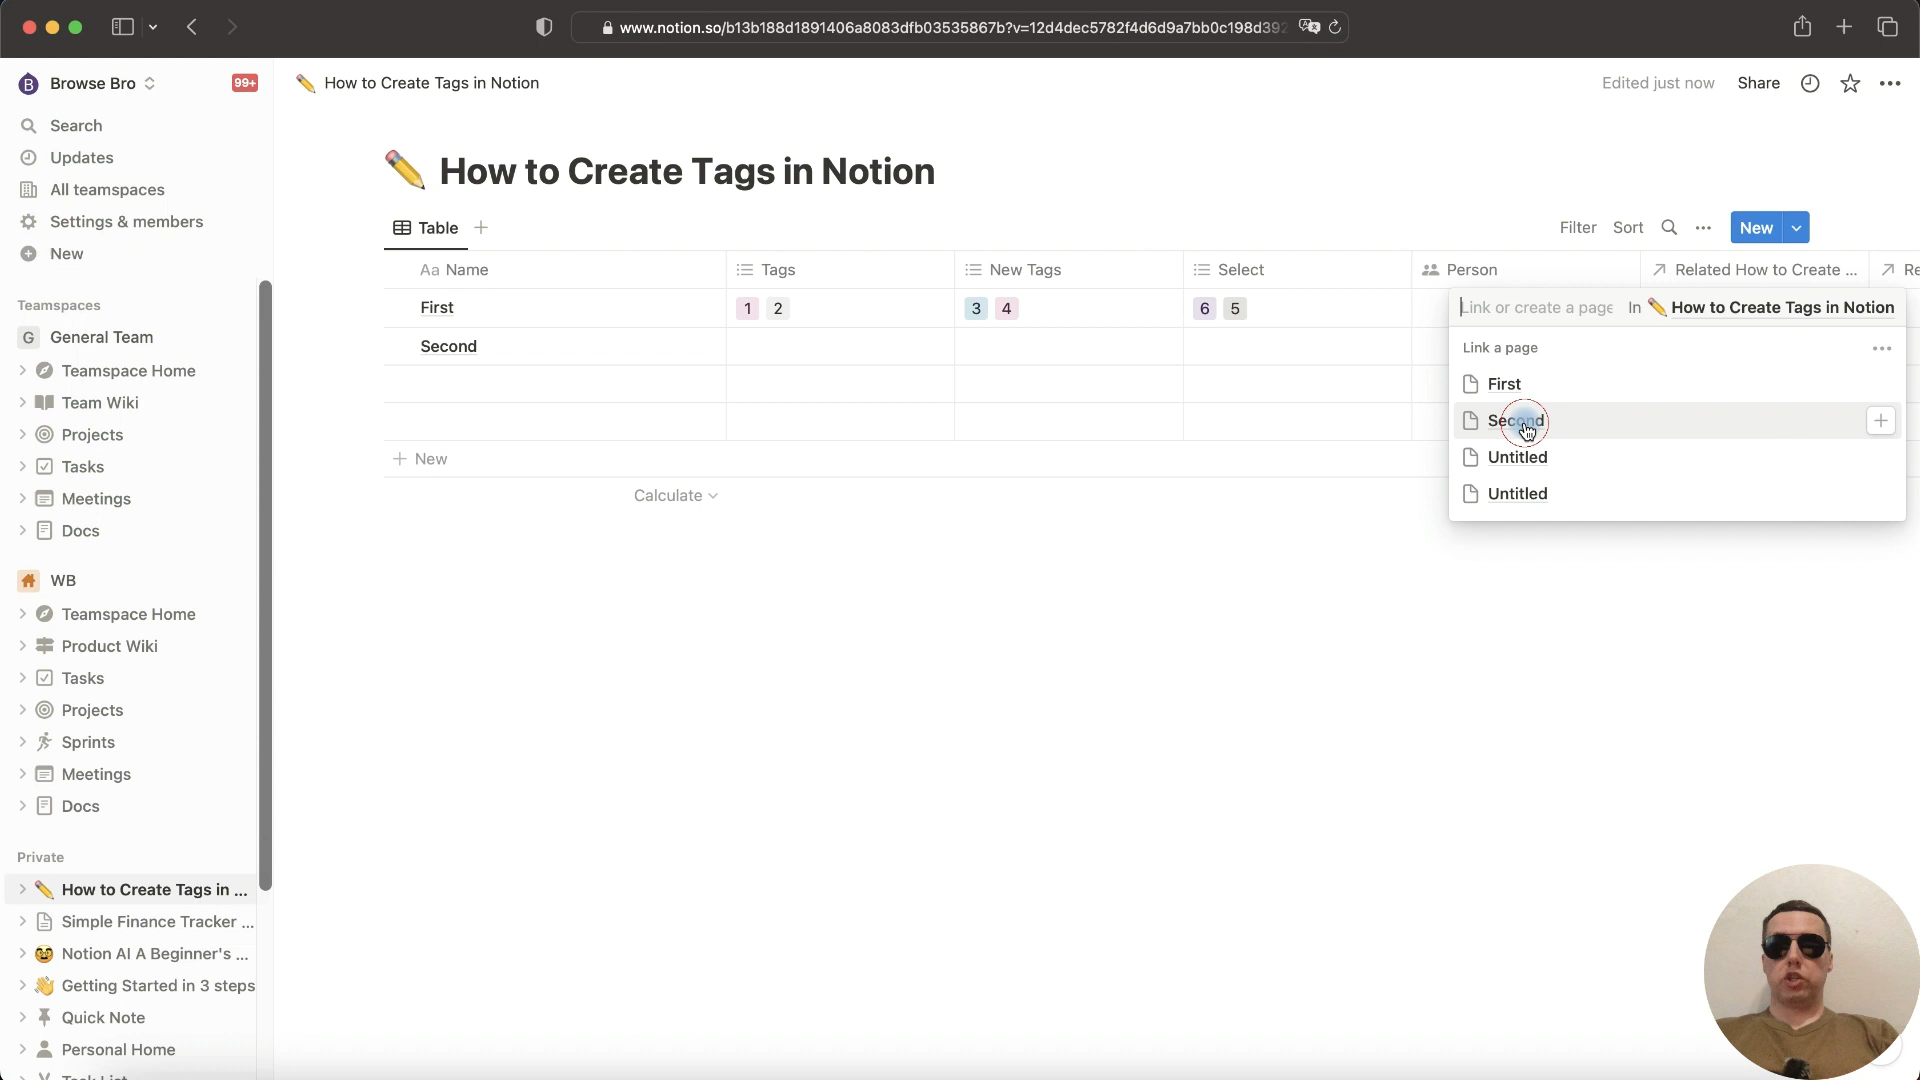 www.notion.so/b13b188d1891406a8083dfb03535867b?v=12d4dec5782f4d6d9a7bb0c198d392
B Browse Bro 99+
Search
Updates
All teamspaces
Settings & members
New
Teamspaces
G General Team
Teamspace Home
Team Wiki
Projects
Tasks
Meetings
Docs
WB
Teamspace Home
Product Wiki
Tasks
Projects
Sprints
Meetings
Docs
Private
How to Create Tags in ...
Simple Finance Tracker ...
Notion AI A Beginner's ...
Getting Started in 3 steps
Quick Note
Personal Home
How to Create Tags in Notion
Edited just now Share
How to Create Tags in Notion
Table
Filter Sort New
Aa Name Tags New Tags Select Person Related How to Create ... Re
First 1 2 3 4 6 5
Second
New
Calculate
Link or create a page In How to Create Tags in Notion
Link a page
First
Second
Untitled
Untitled